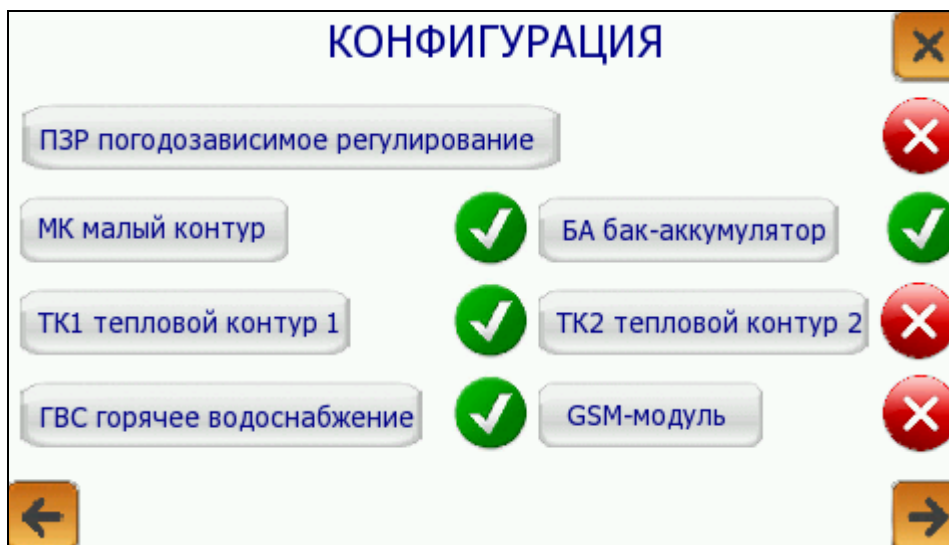 КОНФИГУРАЦИЯ
ПЗР погодозависимое регулирование
МК малый контур
БА бак-аккумулятор
ТК1 тепловой контур 1
ТК2 тепловой контур 2
ГВС горячее водоснабжение
GSM-модуль